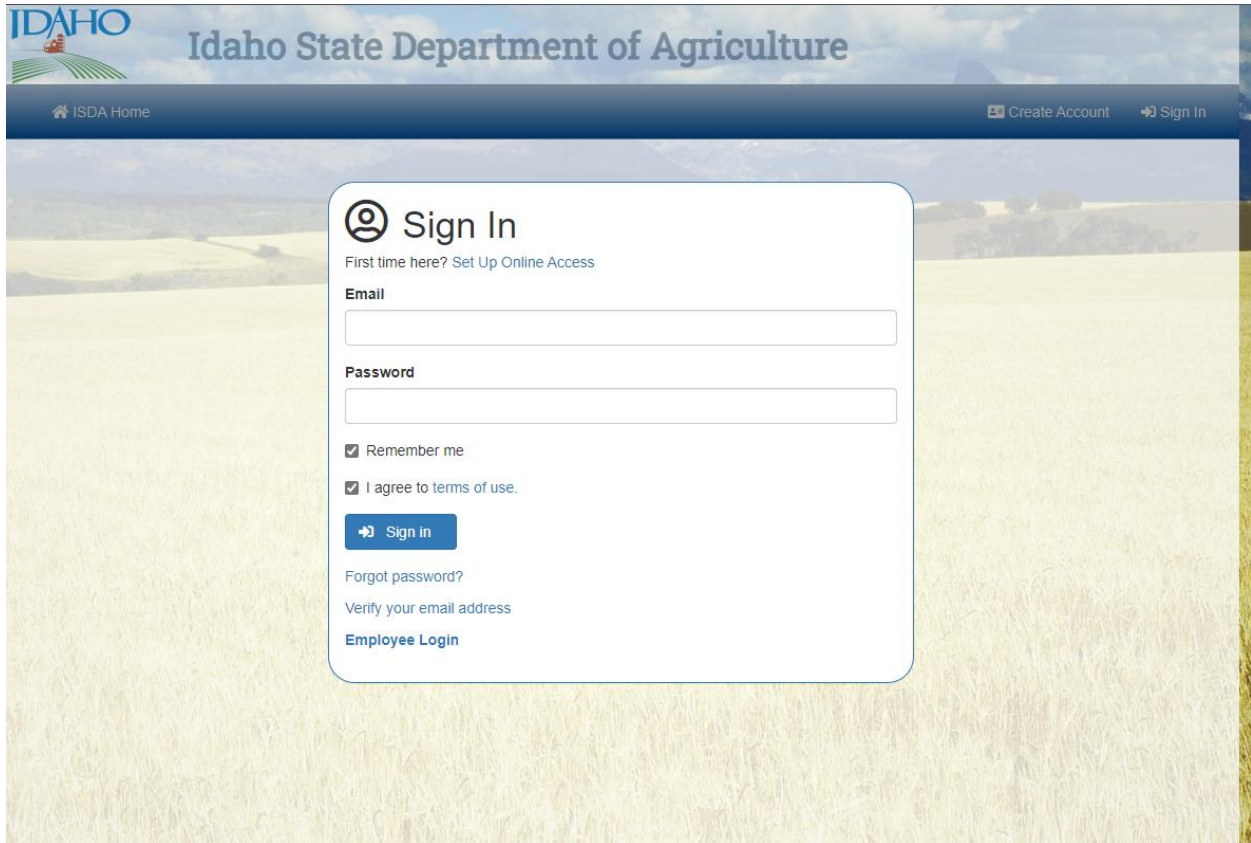 IDAHO
Idaho State Department of Agriculture
ISDA Home
Create Account
Sign In
Sign In
First time here? Set Up Online Access
Email
Password
Remember me
I agree to terms of use.
Sign in
Forgot password?
Verify your email address
Employee Login